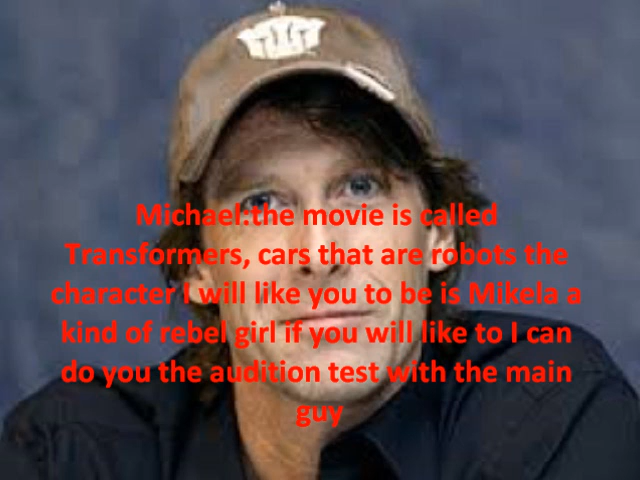 Michael:the movie is called
Transformers, cars that are robots the
character I will like you to be is Mikela a
kind of rebel girl if you will like to I can
do you the audition test with the main
guy